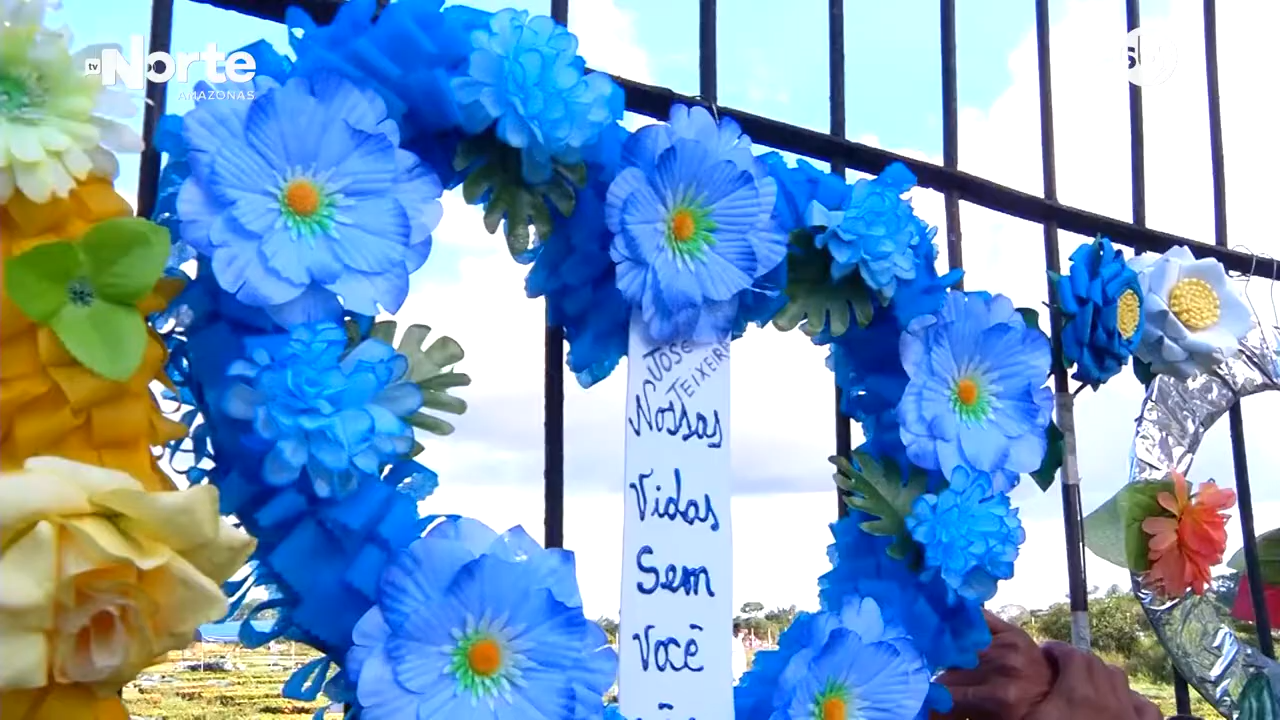 tv Norte
AMAZONAS
JOSÉ
TEIXEIRA
Nossas
Vidas
Sem
Você